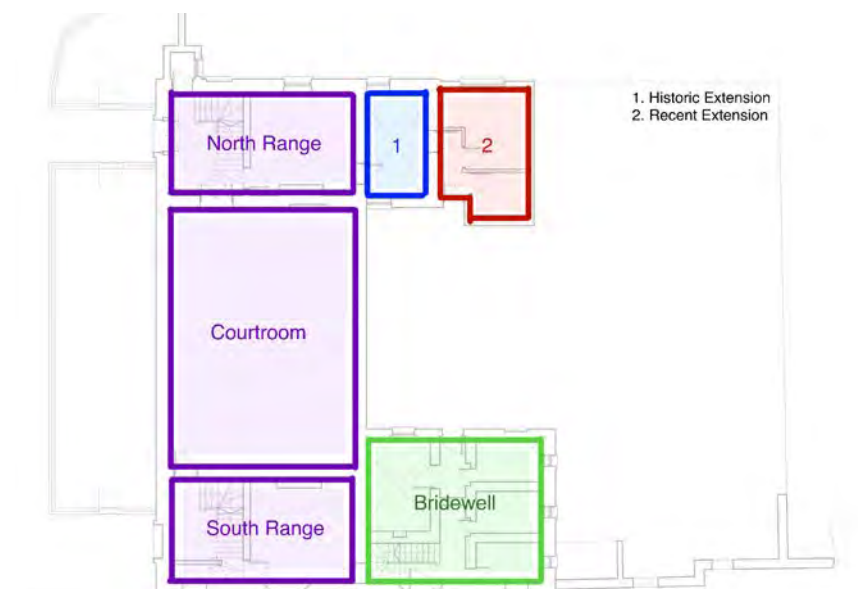 1. Historic Extension
2. Recent Extension
North Range
1
2
Courtroom
Bridewell
South Range